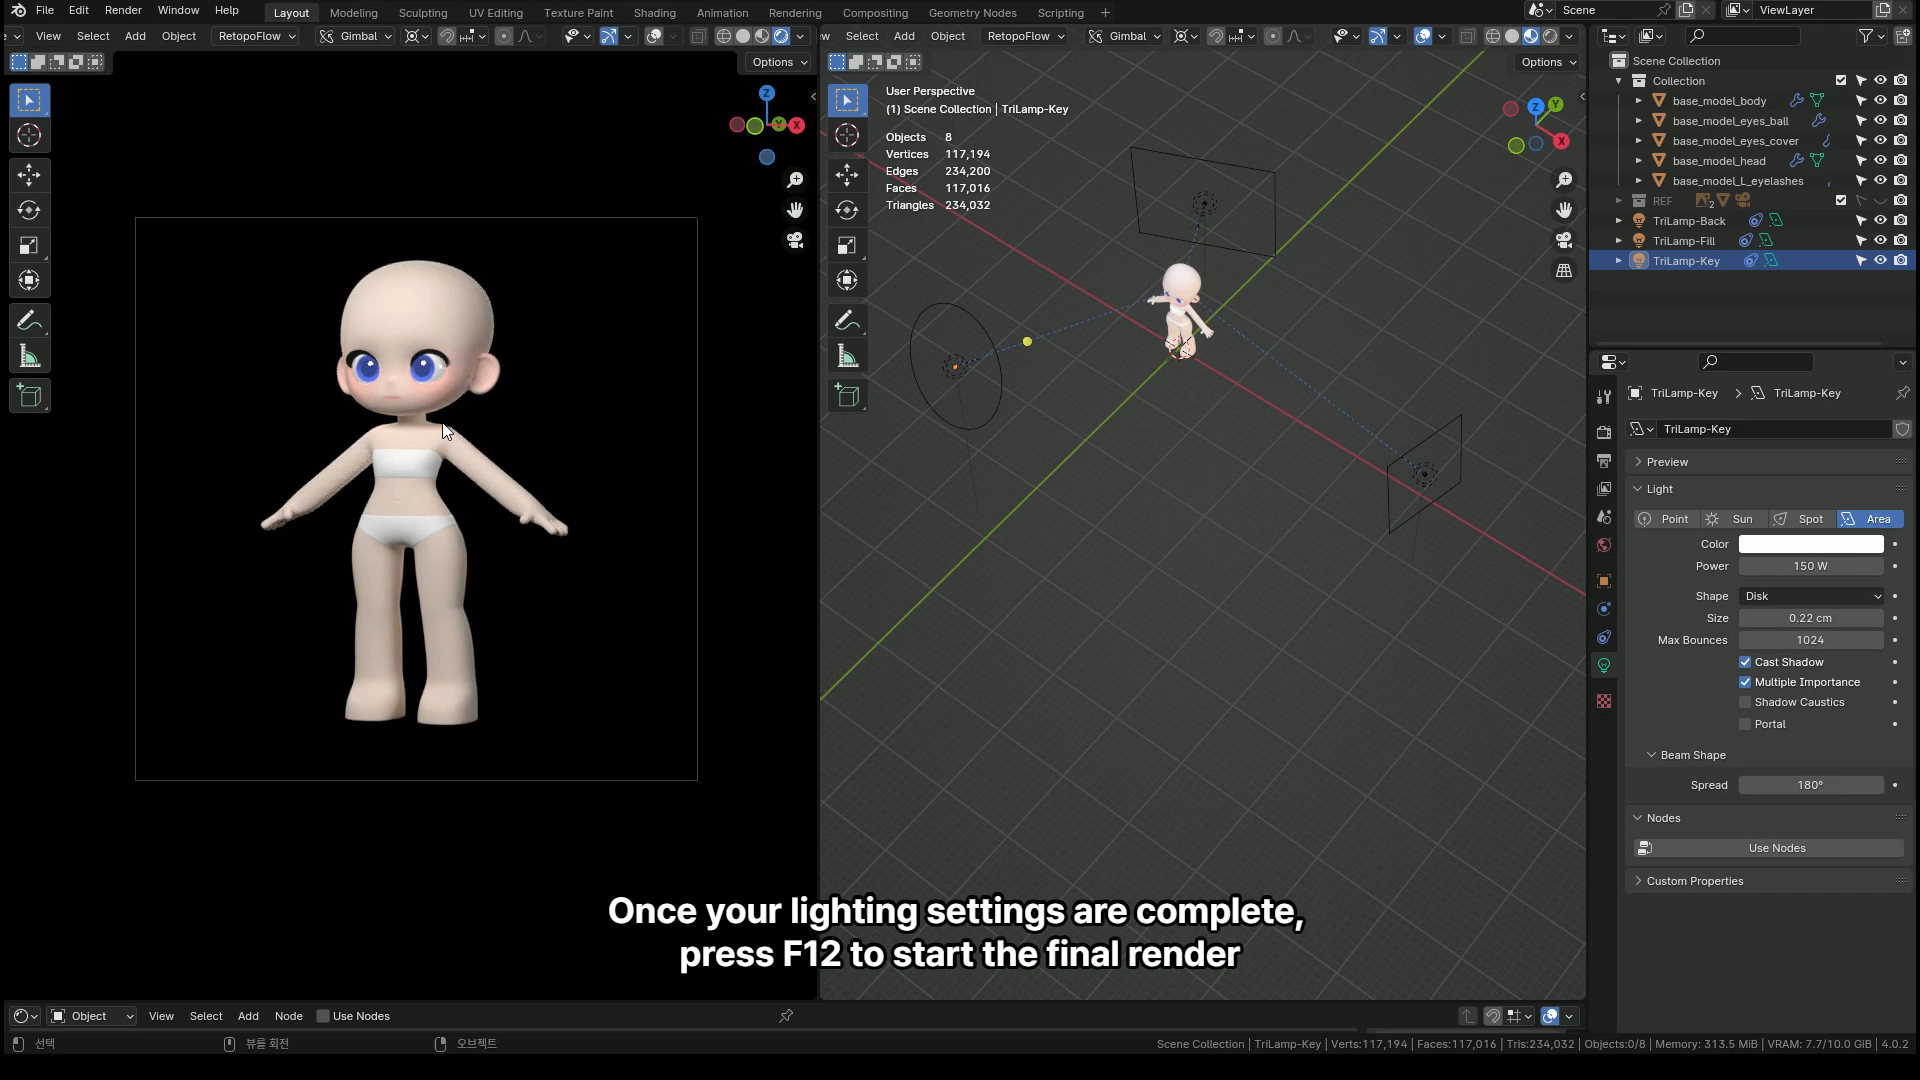 File Edit Render Window Help Layout Modeling Sculpting UV Editing Texture Paint Shading Animation Rendering Compositing Geometry Nodes Scripting + Scene ViewLayer
View Select Add Object RetopoFlow Gimbal
Select Add Object RetopoFlow Gimbal
Options
Options
Z
Y
X
Z
Y
X
User Perspective
(1) Scene Collection | TriLamp-Key
Objects 8
Vertices 117,194
Edges 234,200
Faces 117,016
Triangles 234,032
Scene Collection
Collection
base_model_body
base_model_eyes_ball
base_model_eyes_cover
base_model_head
base_model_L_eyelashes
REF 2
TriLamp-Back
TriLamp-Fill
TriLamp-Key
TriLamp-Key > TriLamp-Key
TriLamp-Key
Preview
Light
Point Sun Spot Area
Color
Power 150 W
Shape Disk
Size 0.22 cm
Max Bounces 1024
Cast Shadow
Multiple Importance
Shadow Caustics
Portal
Beam Shape
Spread 180°
Nodes
Use Nodes
Custom Properties
Once your lighting settings are complete,
press F12 to start the final render
Object View Select Add Node Use Nodes
선택 뷰를 회전 오브젝트
Scene Collection | TriLamp-Key | Verts:117,194 | Faces:117,016 | Tris:234,032 | Objects:0/8 | Memory: 313.5 MiB | VRAM: 7.7/10.0 GiB | 4.0.2